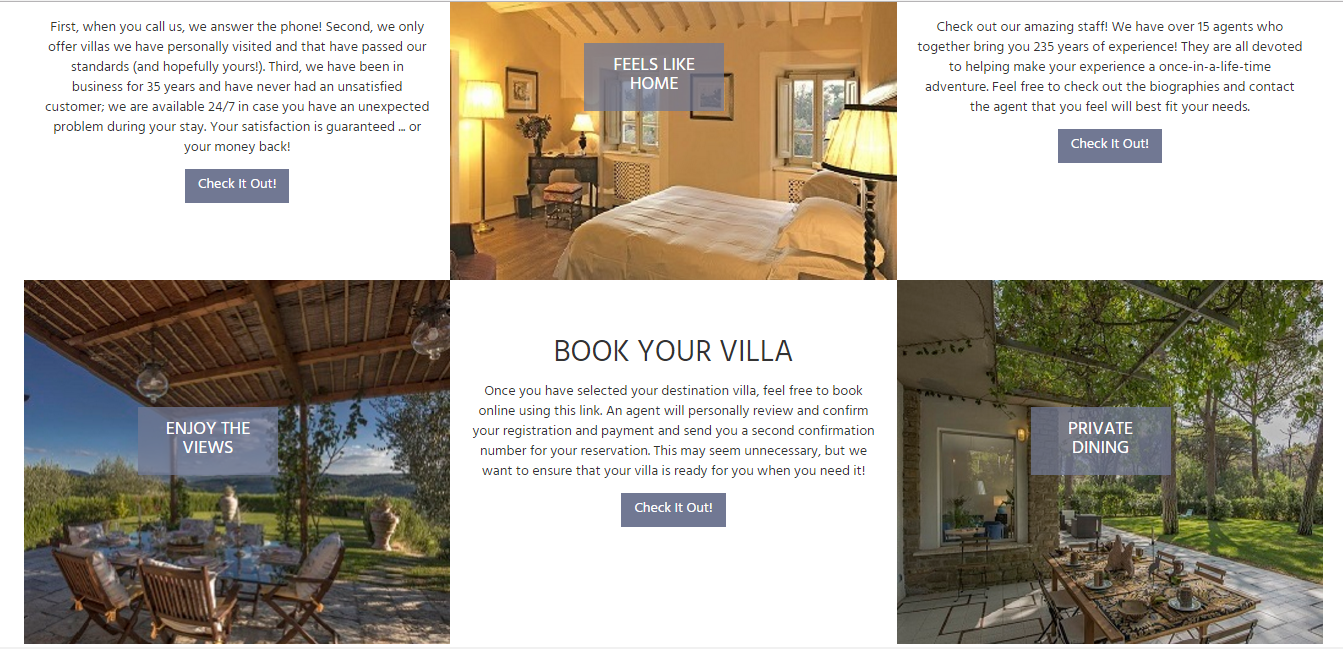 First, when you call us, we answer the phone! Second, we only
offer villas we have personally visited and that have passed our
standards (and hopefully yours!). Third, we have been in
business for 35 years and have never had an unsatisfied
customer; we are available 24/7 in case you have an unexpected
problem during your stay. Your satisfaction is guaranteed ... or
your money back!
Check It Out!
FEELS LIKE
HOME
Check out our amazing staff! We have over 15 agents who
together bring you 235 years of experience! They are all devoted
to helping make your experience a once-in-a-life-time
adventure. Feel free to check out the biographies and contact
the agent that you feel will best fit your needs.
Check It Out!
ENJOY THE
VIEWS
BOOK YOUR VILLA
Once you have selected your destination villa, feel free to book
online using this link. An agent will personally review and confirm
your registration and payment and send you a second confirmation
number for your reservation. This may seem unnecessary, but we
want to ensure that your villa is ready for you when you need it!
Check It Out!
PRIVATE
DINING